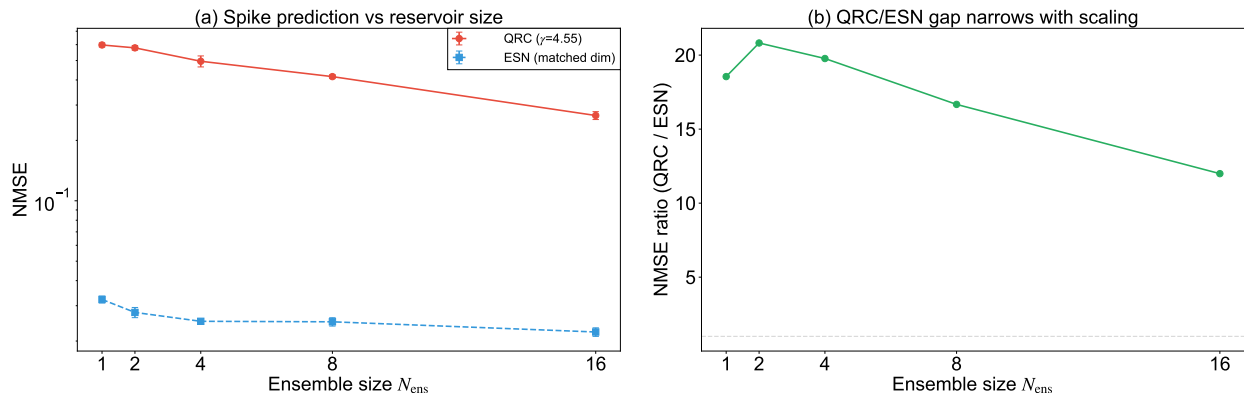 (a) Spike prediction vs reservoir size
QRC (γ=4.55)
ESN (matched dim)
NMSE
10⁻¹
1 2 4 8 16
Ensemble size N_ens
(b) QRC/ESN gap narrows with scaling
NMSE ratio (QRC / ESN)
20
15
10
5
1 2 4 8 16
Ensemble size N_ens